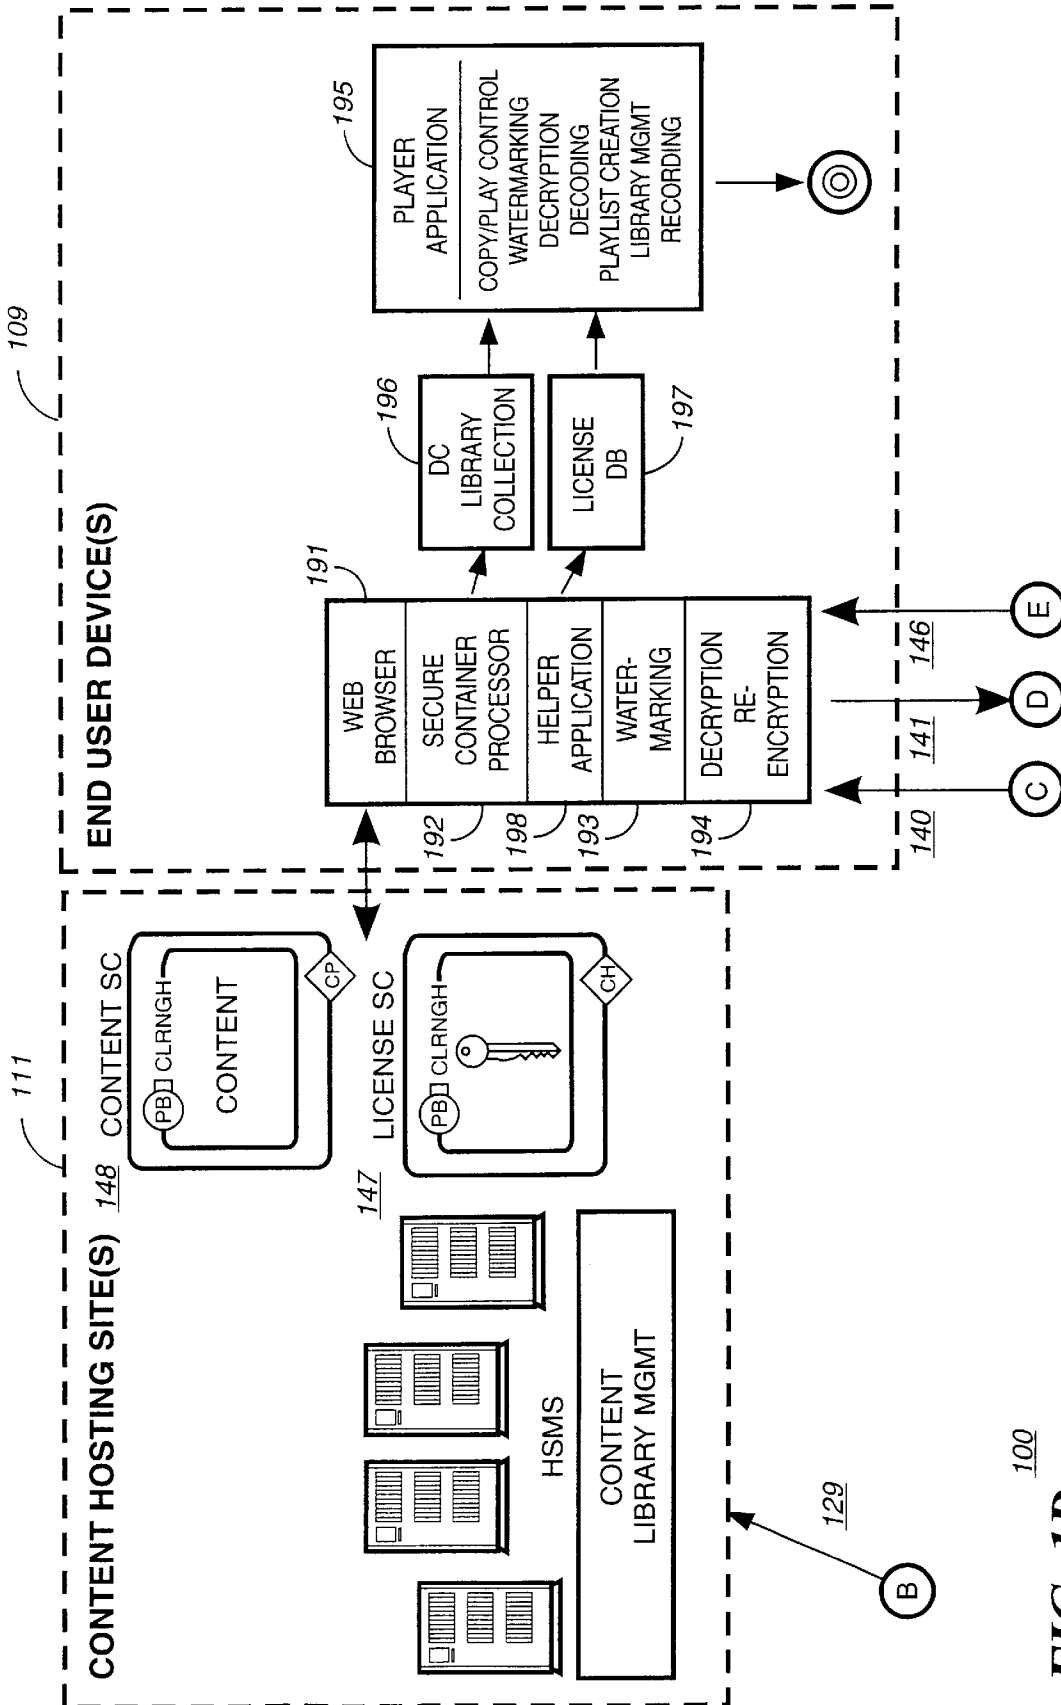 CONTENT HOSTING SITE(S)
111
148
CONTENT SC
PB CLRNGH
CONTENT
CP
147
LICENSE SC
PB CLRNGH
CH
HSMS
CONTENT
LIBRARY MGMT
B
129
END USER DEVICE(S)
109
191
WEB
BROWSER
SECURE
CONTAINER
PROCESSOR
HELPER
APPLICATION
WATER-
MARKING
DECRYPTION
RE-
ENCRYPTION
192
198
193
194
196
DC
LIBRARY
COLLECTION
LICENSE
DB
197
195
PLAYER
APPLICATION
COPY/PLAY CONTROL
WATERMARKING
DECRYPTION
DECODING
PLAYLIST CREATION
LIBRARY MGMT
RECORDING
140
141
146
C
D
E
100